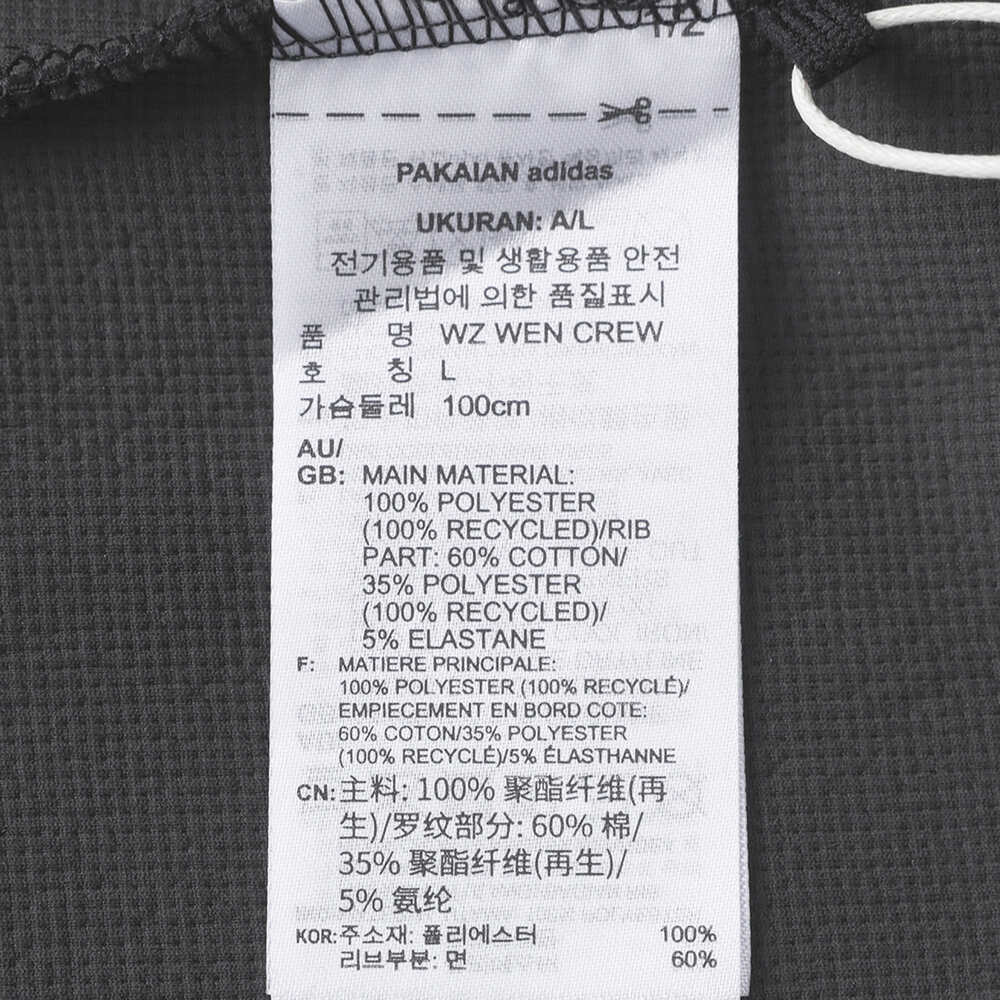 1/2
PAKAIAN adidas
UKURAN: A/L
전기용품 및 생활용품 안전
관리법에 의한 품질표시
품 명 WZ WEN CREW
호 칭 L
가슴둘레 100cm
AU/
GB: MAIN MATERIAL:
100% POLYESTER
(100% RECYCLED)/RIB
PART: 60% COTTON/
35% POLYESTER
(100% RECYCLED)/
5% ELASTANE
F: MATIERE PRINCIPALE:
100% POLYESTER (100% RECYCLÉ)/
EMPIECEMENT EN BORD COTE:
60% COTON/35% POLYESTER
(100% RECYCLÉ)/5% ÉLASTHANNE
CN: 主料: 100% 聚酯纤维(再
生)/罗纹部分: 60% 棉/
35% 聚酯纤维(再生)/
5% 氨纶
KOR: 주소재: 폴리에스터 100%
리브부분: 면 60%